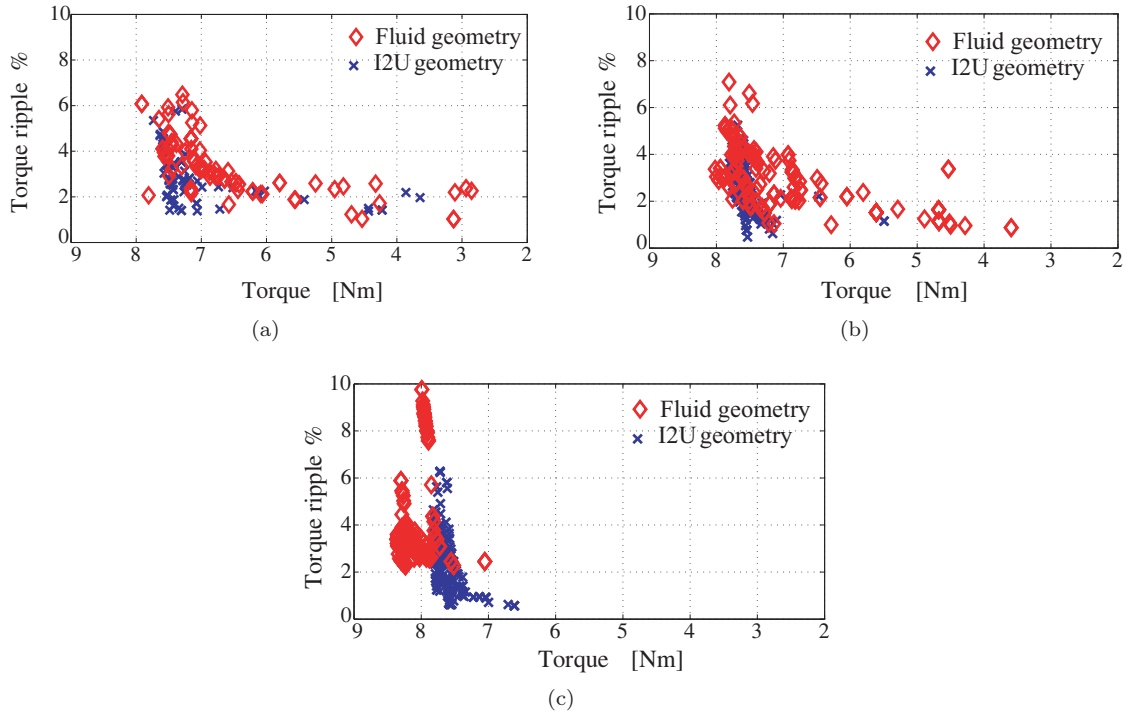 10
8
6
4
2
0
Torque ripple %
Fluid geometry
I2U geometry
9 8 7 6 5 4 3 2
Torque [Nm]
(a)
10
8
6
4
2
0
Torque ripple %
Fluid geometry
I2U geometry
9 8 7 6 5 4 3 2
Torque [Nm]
(b)
10
8
6
4
2
0
Torque ripple %
Fluid geometry
I2U geometry
9 8 7 6 5 4 3 2
Torque [Nm]
(c)